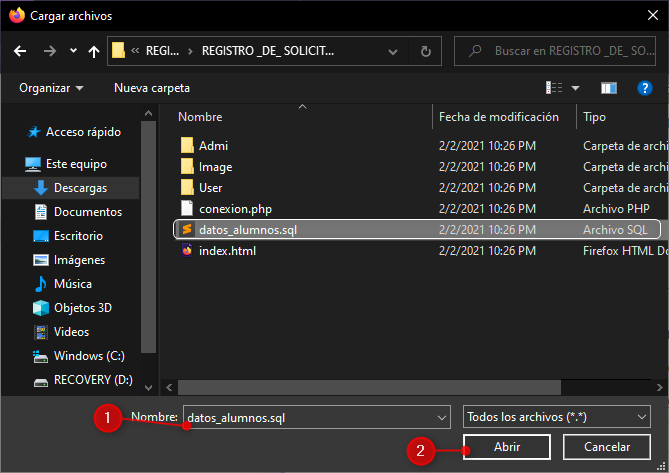 Cargar archivos
REGI... REGISTRO _DE_ SOLICIT... Buscar en REGISTRO _DE_ SO...
Organizar Nueva carpeta
Nombre Fecha de modificación Tipo
Acceso rápido
Este equipo
Descargas
Documentos
Escritorio
Imágenes
Música
Objetos 3D
Videos
Windows (C:)
RECOVERY (D:)
Admi 2/2/2021 10:26 PM Carpeta de archi
Image 2/2/2021 10:26 PM Carpeta de archi
User 2/2/2021 10:26 PM Carpeta de archi
conexion.php 2/2/2021 10:26 PM Archivo PHP
datos_alumnos.sql 2/2/2021 10:26 PM Archivo SQL
index.html 2/2/2021 10:26 PM Firefox HTML Do
1 Nombre: datos_alumnos.sql Todos los archivos (*.*)
2 Abrir Cancelar